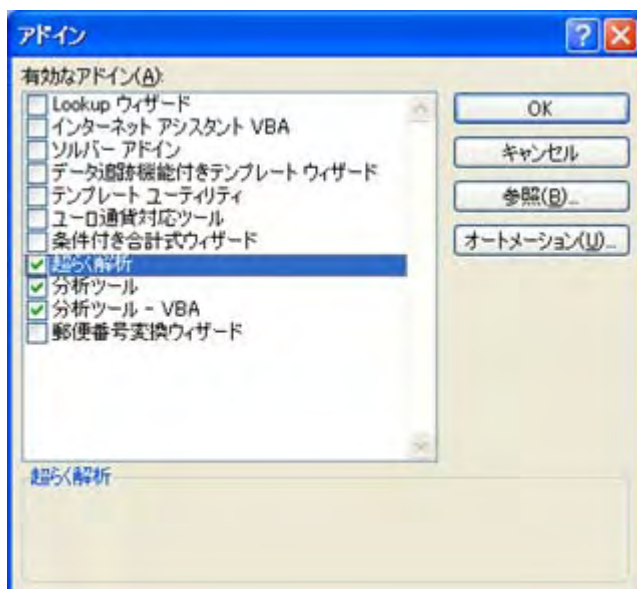 アドイン
有効なアドイン(A):
Lookup ウィザード
インターネット アシスタント VBA
ソルバー アドイン
データ追跡機能付きテンプレート ウィザード
テンプレート ユーティリティ
ユーロ通貨対応ツール
条件付き合計式ウィザード
超らく解析
分析ツール
分析ツール - VBA
郵便番号変換ウィザード
OK
キャンセル
参照(B)...
オートメーション(U)...
超らく解析